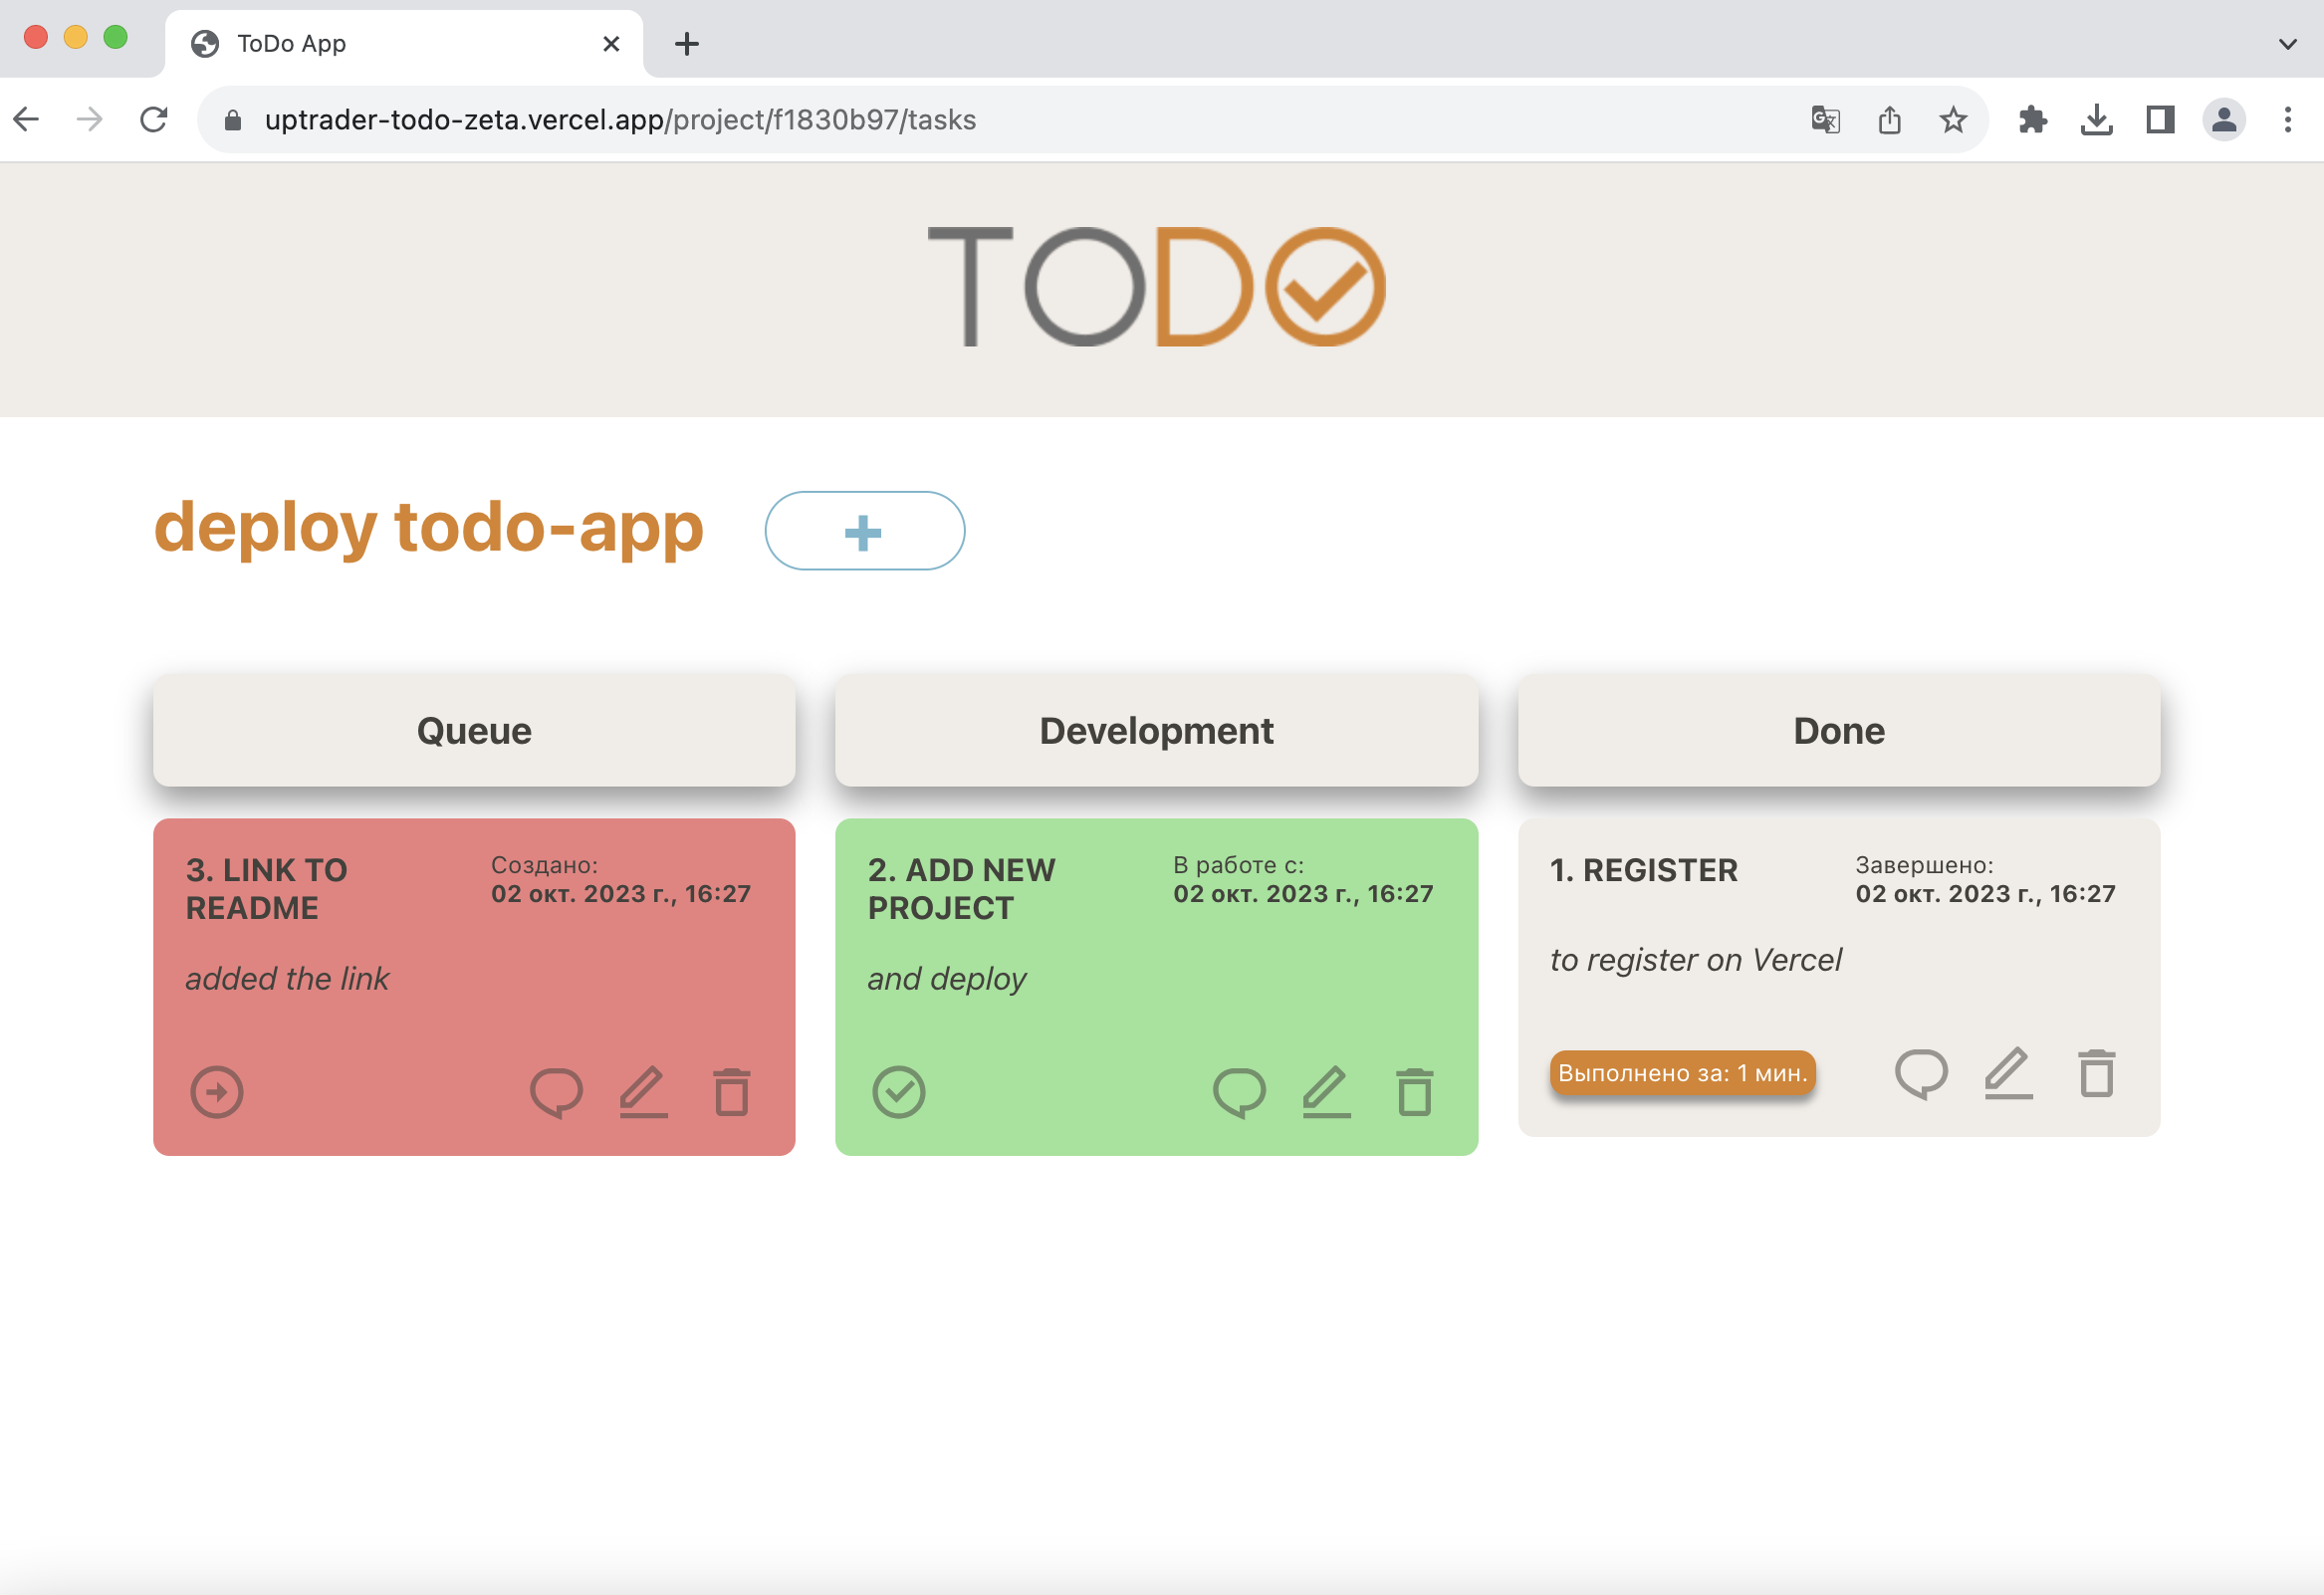 ToDo App
uptrader-todo-zeta.vercel.app/project/f1830b97/tasks
TODO
deploy todo-app
Queue
3. LINK TO
README
Создано:
02 окт. 2023 г., 16:27
added the link
Development
2. ADD NEW
PROJECT
В работе с:
02 окт. 2023 г., 16:27
and deploy
Done
1. REGISTER
Завершено:
02 окт. 2023 г., 16:27
to register on Vercel
Выполнено за: 1 мин.